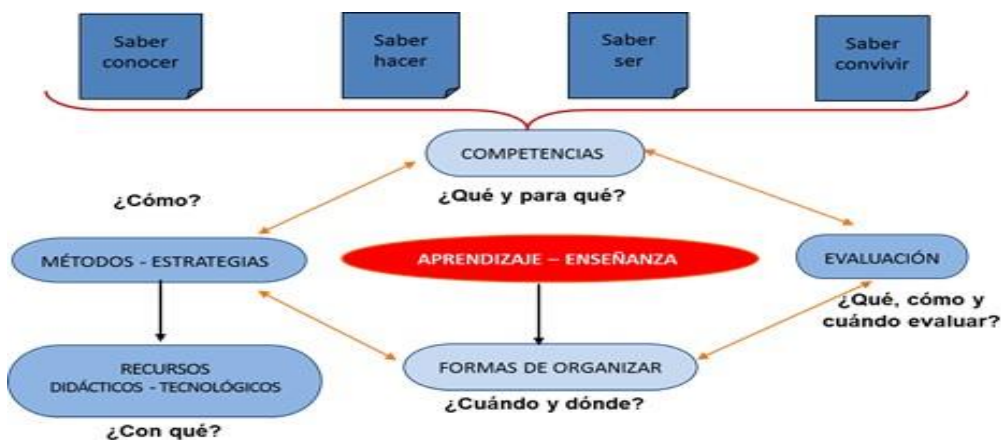 Saber
conocer
Saber
hacer
Saber
ser
Saber
convivir
COMPETENCIAS
¿Qué y para qué?
¿Cómo?
MÉTODOS - ESTRATEGIAS
APRENDIZAJE – ENSEÑANZA
EVALUACIÓN
¿Qué, cómo y
cuándo evaluar?
RECURSOS
DIDÁCTICOS - TECNOLÓGICOS
FORMAS DE ORGANIZAR
¿Cuándo y dónde?
¿Con qué?